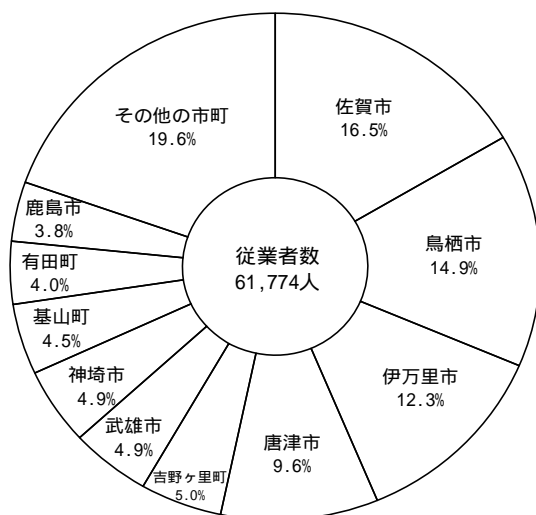 佐賀市
16.5%
鳥栖市
14.9%
伊万里市
12.3%
唐津市
9.6%
吉野ヶ里町
5.0%
武雄市
4.9%
神埼市
4.9%
基山町
4.5%
有田町
4.0%
鹿島市
3.8%
その他の市町
19.6%
従業者数
61,774人